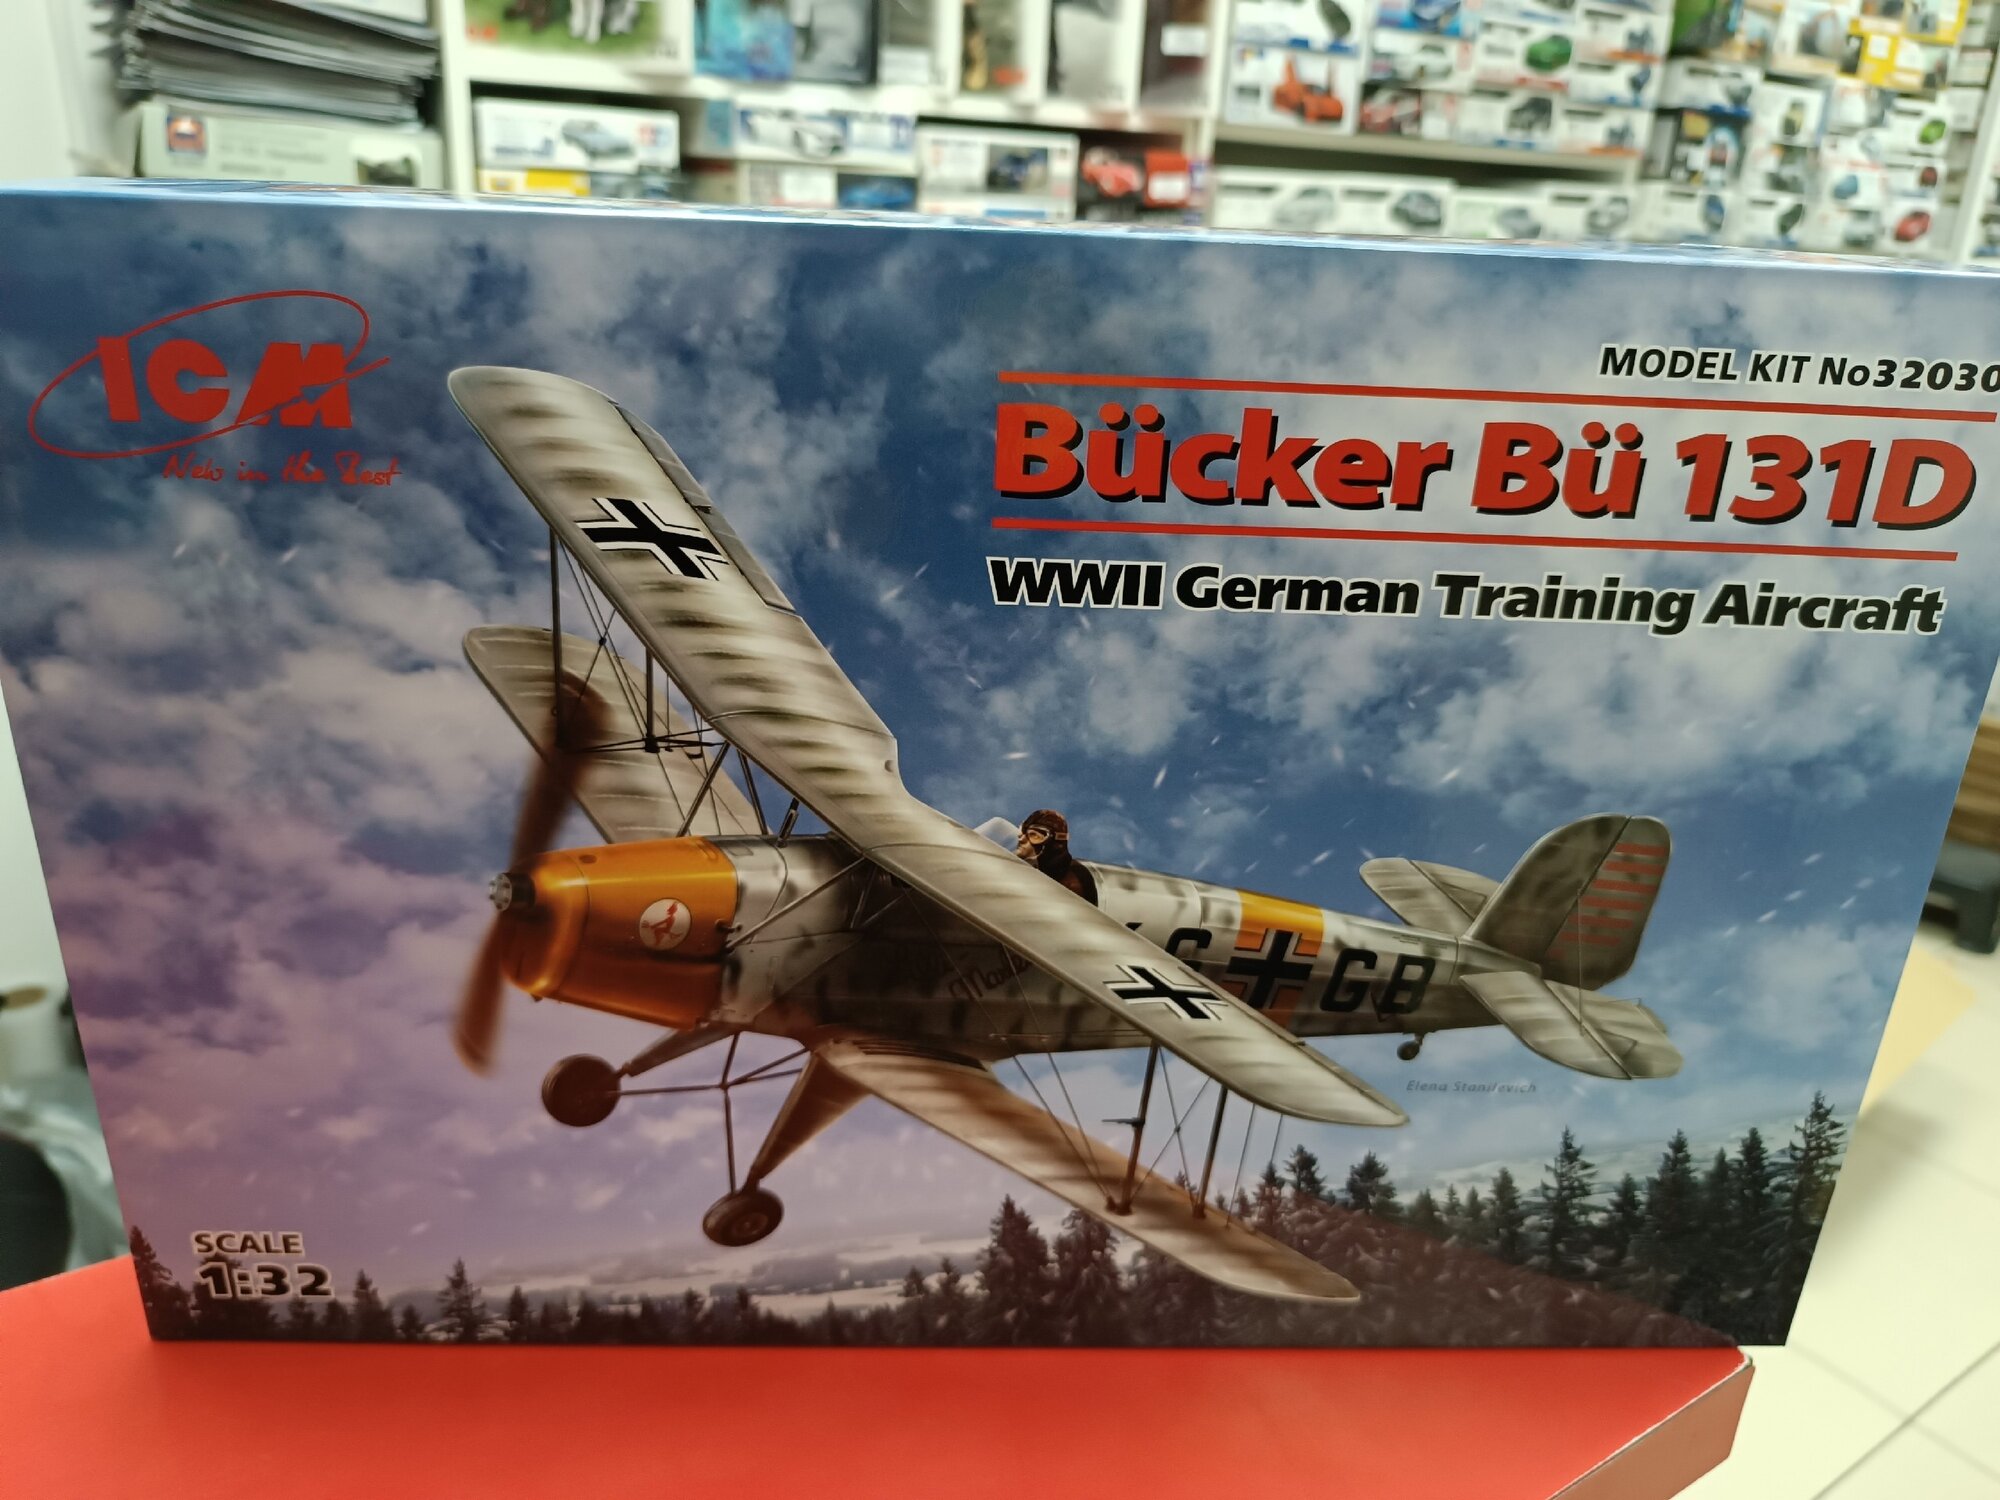 ICM
New in the Best
MODEL KIT No32030
Bücker Bü 131D
WWII German Training Aircraft
GB
Elena Stanilevich
SCALE
1:32